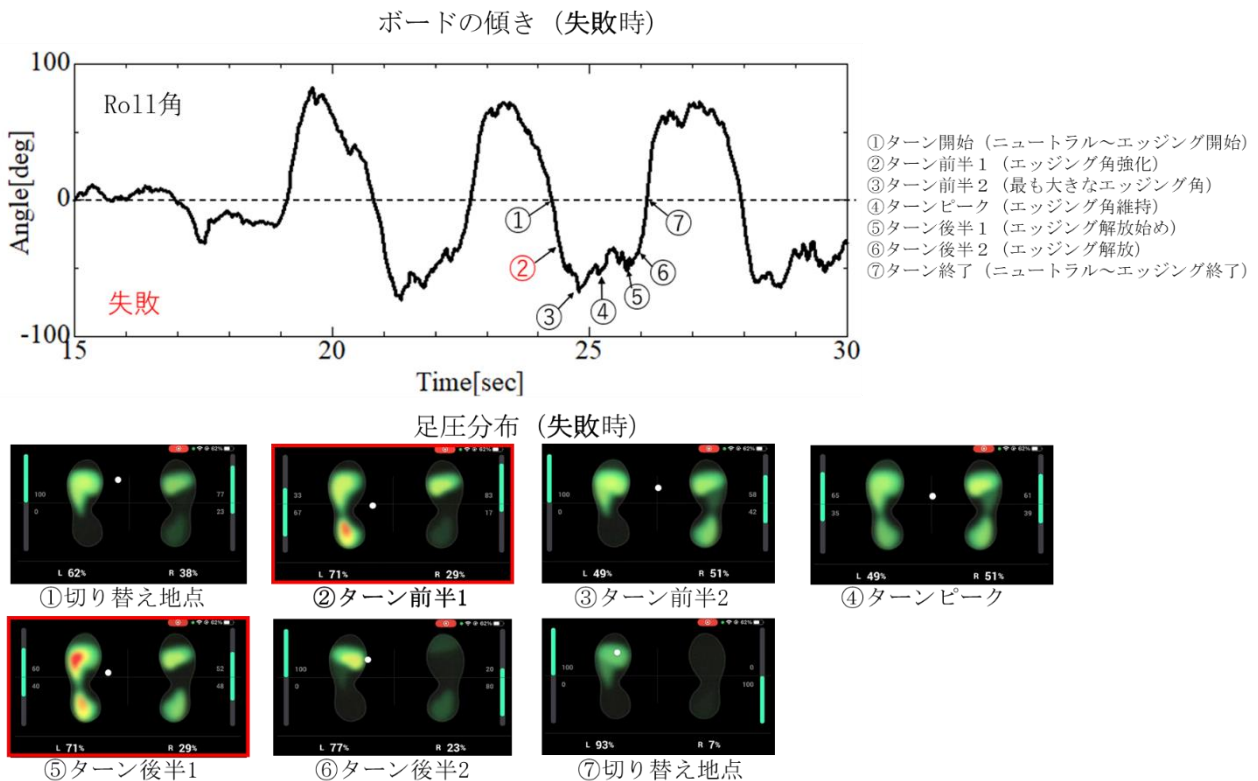 ボードの傾き (失敗時)
100
Roll角
Angle[deg]
0
失敗
-100
① ② ③ ④ ⑤ ⑥ ⑦
15 20 25 30
Time[sec]
①ターン開始 (ニュートラル～エッジング開始)
②ターン前半1 (エッジング角強化)
③ターン前半2 (最も大きなエッジング角)
④ターンピーク (エッジング角維持)
⑤ターン後半1 (エッジング解放始め)
⑥ターン後半2 (エッジング解放)
⑦ターン終了 (ニュートラル～エッジング終了)
足圧分布 (失敗時)
62%
100 77
0 23
L 62% R 38%
①切り替え地点
62%
33 83
67 17
L 71% R 29%
②ターン前半1
62%
100 58
0 42
L 49% R 51%
③ターン前半2
62%
65 61
35 39
L 49% R 51%
④ターンピーク
62%
60 52
40 48
L 71% R 29%
⑤ターン後半1
62%
100 20
0 80
L 77% R 23%
⑥ターン後半2
62%
100 0
0 100
L 93% R 7%
⑦切り替え地点